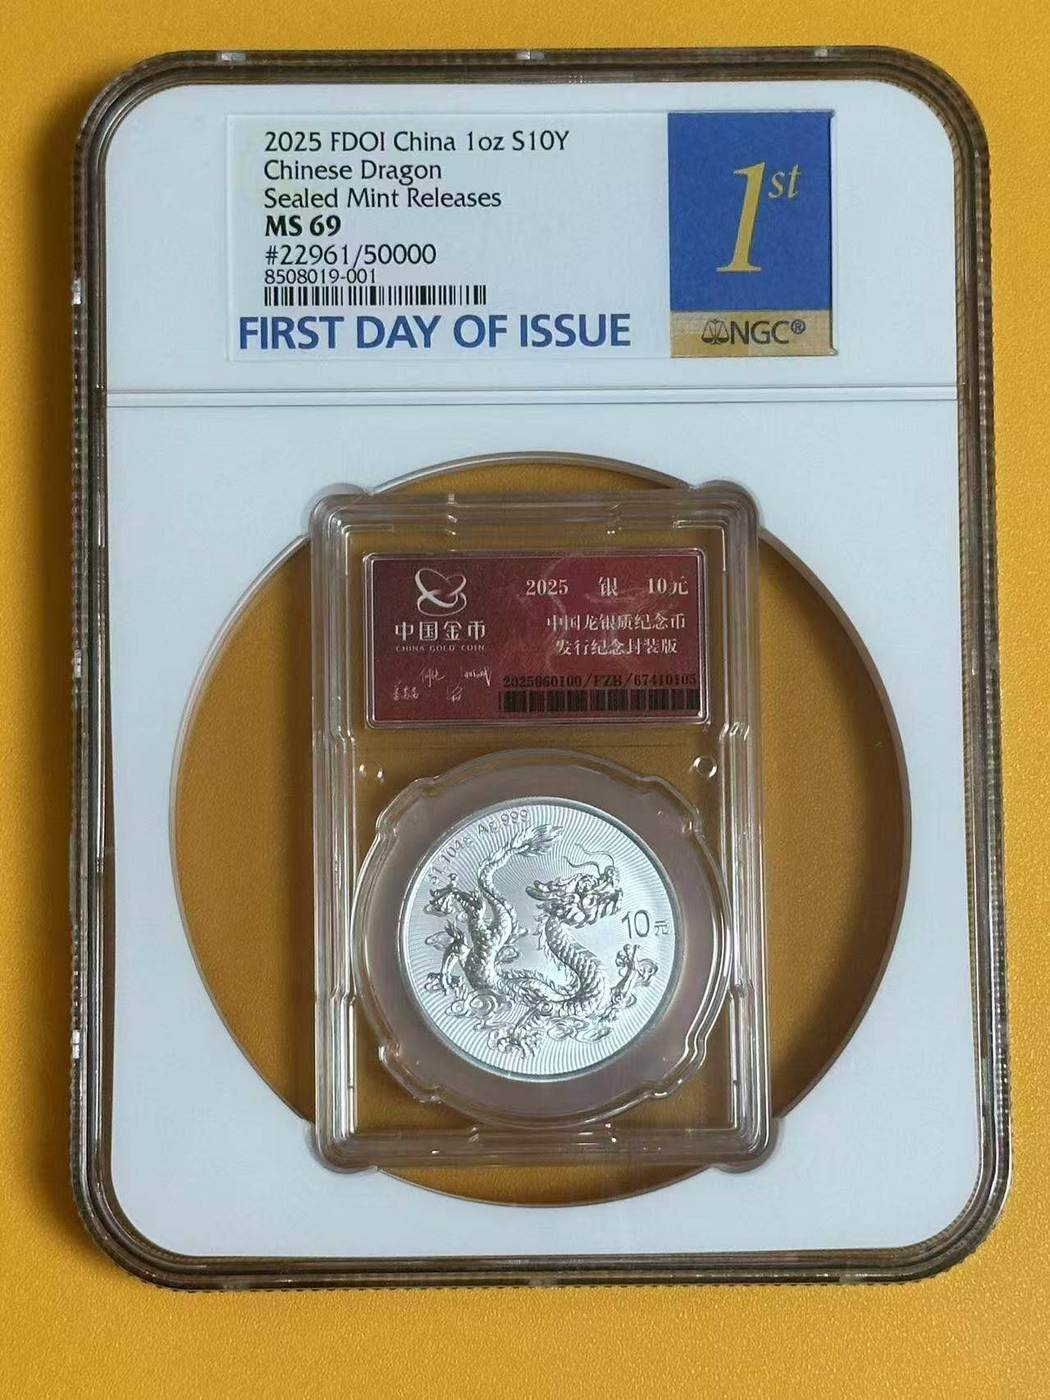 2025 FDOI China 1oz S10Y
Chinese Dragon
Sealed Mint Releases
MS 69
#22961/50000
8508019-001
FIRST DAY OF ISSUE
1st
NGC®
中国金币
CHINA GOLD COIN
2025 银 10元
中国龙银质纪念币
发行纪念封装版
2025060100/FZB/67410105
Ag.999
10元